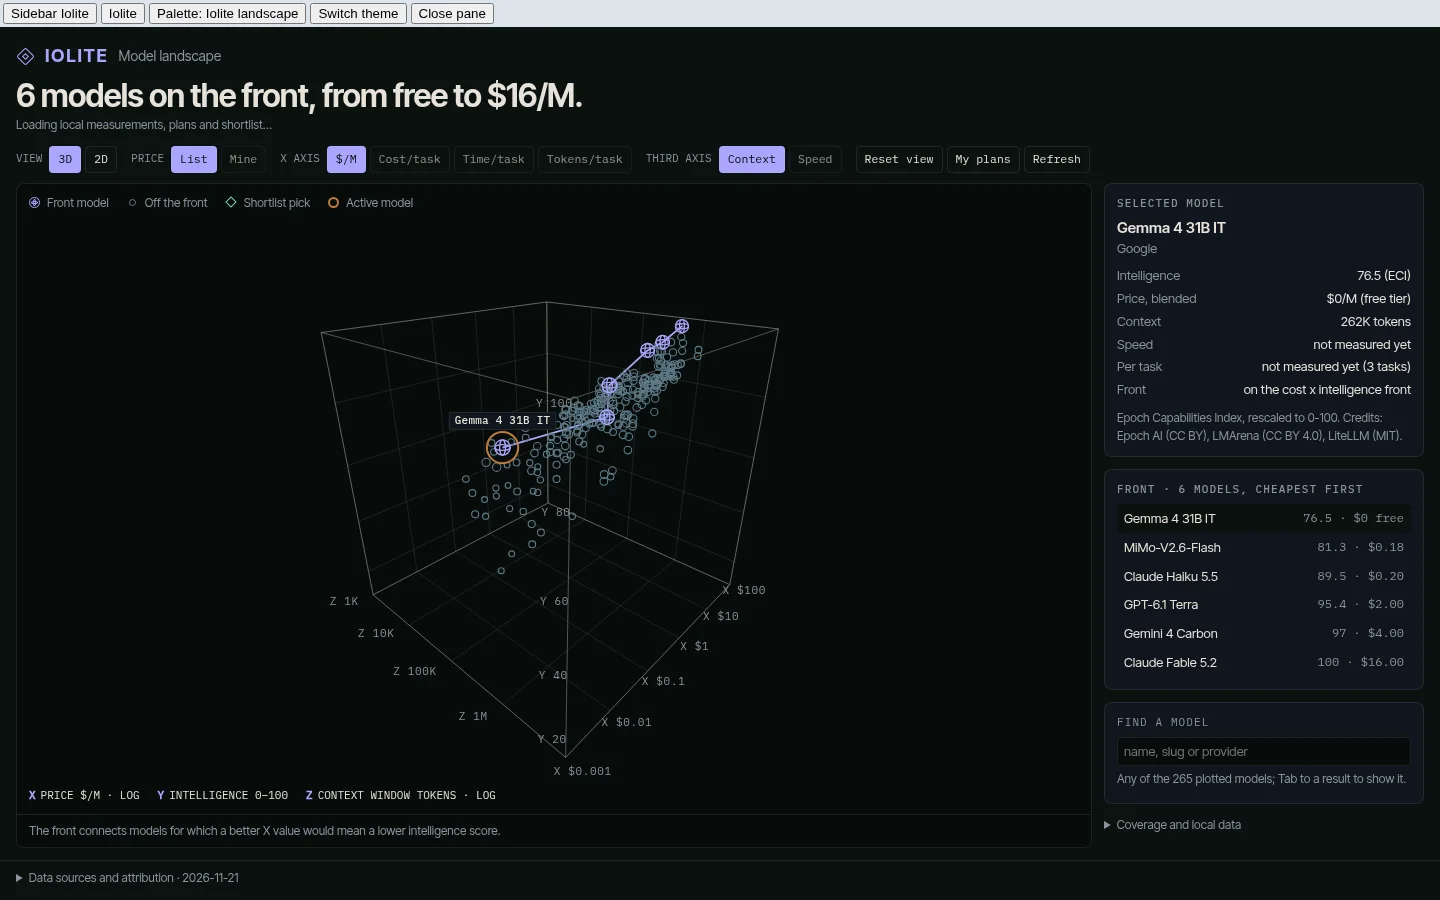 Sidebar Iolite Iolite Palette: Iolite landscape Switch theme Close pane
IOLITE Model landscape
6 models on the front, from free to $16/M.
Loading local measurements, plans and shortlist…
VIEW 3D 2D PRICE List Mine X AXIS $/M Cost/task Time/task Tokens/task THIRD AXIS Context Speed Reset view My plans Refresh
Front model Off the front Shortlist pick Active model
Y 100
Gemma 4 31B IT
Y 80
X $100
Z 1K
Y 60
X $10
Z 10K
X $1
Z 100K
Y 40
X $0.1
Z 1M
X $0.01
Y 20
X $0.001
X PRICE $/M · LOG Y INTELLIGENCE 0–100 Z CONTEXT WINDOW TOKENS · LOG
The front connects models for which a better X value would mean a lower intelligence score.
SELECTED MODEL
Gemma 4 31B IT
Google
Intelligence 76.5 (ECI)
Price, blended $0/M (free tier)
Context 262K tokens
Speed not measured yet
Per task not measured yet (3 tasks)
Front on the cost x intelligence front
Epoch Capabilities Index, rescaled to 0-100. Credits:
Epoch AI (CC BY), LMArena (CC BY 4.0), LiteLLM (MIT).
FRONT · 6 MODELS, CHEAPEST FIRST
Gemma 4 31B IT 76.5 · $0 free
MiMo-V2.6-Flash 81.3 · $0.18
Claude Haiku 5.5 89.5 · $0.20
GPT-6.1 Terra 95.4 · $2.00
Gemini 4 Carbon 97 · $4.00
Claude Fable 5.2 100 · $16.00
FIND A MODEL
name, slug or provider
Any of the 265 plotted models; Tab to a result to show it.
Coverage and local data
Data sources and attribution · 2026-11-21